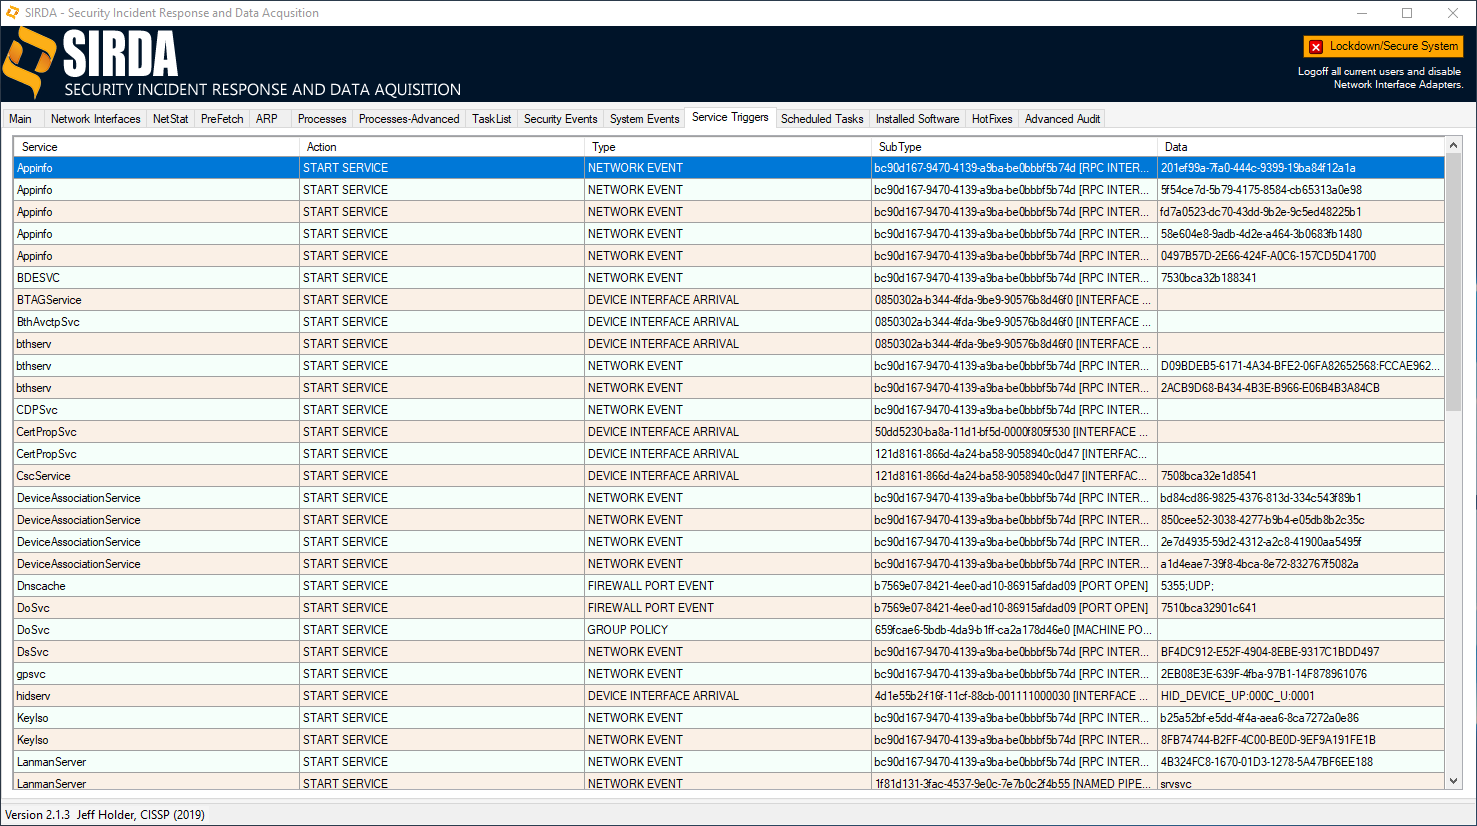 SIRDA - Security Incident Response and Data Acqusition
SIRDA
SECURITY INCIDENT RESPONSE AND DATA AQUISITION
Lockdown/Secure System
Logoff all current users and disable
Network Interface Adapters.
Main Network Interfaces NetStat PreFetch ARP Processes Processes-Advanced TaskList Security Events System Events Service Triggers Scheduled Tasks Installed Software HotFixes Advanced Audit
Service Action Type SubType Data
Appinfo START SERVICE NETWORK EVENT bc90d167-9470-4139-a9ba-be0bbbf5b74d [RPC INTER... 201ef99a-7fa0-444c-9399-19ba84f12a1a
Appinfo START SERVICE NETWORK EVENT bc90d167-9470-4139-a9ba-be0bbbf5b74d [RPC INTER... 5f54ce7d-5b79-4175-8584-cb65313a0e98
Appinfo START SERVICE NETWORK EVENT bc90d167-9470-4139-a9ba-be0bbbf5b74d [RPC INTER... fd7a0523-dc70-43dd-9b2e-9c5ed48225b1
Appinfo START SERVICE NETWORK EVENT bc90d167-9470-4139-a9ba-be0bbbf5b74d [RPC INTER... 58e604e8-9adb-4d2e-a464-3b0683fb1480
Appinfo START SERVICE NETWORK EVENT bc90d167-9470-4139-a9ba-be0bbbf5b74d [RPC INTER... 0497B57D-2E66-424F-A0C6-157CD5D41700
BDESVC START SERVICE NETWORK EVENT bc90d167-9470-4139-a9ba-be0bbbf5b74d [RPC INTER... 7530bca32b188341
BTAGService START SERVICE DEVICE INTERFACE ARRIVAL 0850302a-b344-4fda-9be9-90576b8d46f0 [INTERFACE ...
BthAvctpSvc START SERVICE DEVICE INTERFACE ARRIVAL 0850302a-b344-4fda-9be9-90576b8d46f0 [INTERFACE ...
bthserv START SERVICE DEVICE INTERFACE ARRIVAL 0850302a-b344-4fda-9be9-90576b8d46f0 [INTERFACE ...
bthserv START SERVICE NETWORK EVENT bc90d167-9470-4139-a9ba-be0bbbf5b74d [RPC INTER... D09BDEB5-6171-4A34-BFE2-06FA82652568:FCCAE962...
bthserv START SERVICE NETWORK EVENT bc90d167-9470-4139-a9ba-be0bbbf5b74d [RPC INTER... 2ACB9D68-B434-4B3E-B966-E06B4B3A84CB
CDPSvc START SERVICE NETWORK EVENT bc90d167-9470-4139-a9ba-be0bbbf5b74d [RPC INTER...
CertPropSvc START SERVICE DEVICE INTERFACE ARRIVAL 50dd5230-ba8a-11d1-bf5d-0000f805f530 [INTERFACE ...
CertPropSvc START SERVICE DEVICE INTERFACE ARRIVAL 121d8161-866d-4a24-ba58-9058940c0d47 [INTERFAC...
CscService START SERVICE DEVICE INTERFACE ARRIVAL 121d8161-866d-4a24-ba58-9058940c0d47 [INTERFAC... 7508bca32e1d8541
DeviceAssociationService START SERVICE NETWORK EVENT bc90d167-9470-4139-a9ba-be0bbbf5b74d [RPC INTER... bd84cd86-9825-4376-813d-334c543f89b1
DeviceAssociationService START SERVICE NETWORK EVENT bc90d167-9470-4139-a9ba-be0bbbf5b74d [RPC INTER... 850cee52-3038-4277-b9b4-e05db8b2c35c
DeviceAssociationService START SERVICE NETWORK EVENT bc90d167-9470-4139-a9ba-be0bbbf5b74d [RPC INTER... 2e7d4935-59d2-4312-a2c8-41900aa5495f
DeviceAssociationService START SERVICE NETWORK EVENT bc90d167-9470-4139-a9ba-be0bbbf5b74d [RPC INTER... a1d4eae7-39f8-4bca-8e72-832767f5082a
Dnscache START SERVICE FIREWALL PORT EVENT b7569e07-8421-4ee0-ad10-86915afdad09 [PORT OPEN] 5355;UDP;
DoSvc START SERVICE FIREWALL PORT EVENT b7569e07-8421-4ee0-ad10-86915afdad09 [PORT OPEN] 7510bca32901c641
DoSvc START SERVICE GROUP POLICY 659fcae6-5bdb-4da9-b1ff-ca2a178d46e0 [MACHINE PO...
DsSvc START SERVICE NETWORK EVENT bc90d167-9470-4139-a9ba-be0bbbf5b74d [RPC INTER... BF4DC912-E52F-4904-8EBE-9317C1BDD497
gpsvc START SERVICE NETWORK EVENT bc90d167-9470-4139-a9ba-be0bbbf5b74d [RPC INTER... 2EB08E3E-639F-4fba-97B1-14F878961076
hidserv START SERVICE DEVICE INTERFACE ARRIVAL 4d1e55b2-f16f-11cf-88cb-001111000030 [INTERFACE ... HID_DEVICE_UP:000C_U:0001
KeyIso START SERVICE NETWORK EVENT bc90d167-9470-4139-a9ba-be0bbbf5b74d [RPC INTER... b25a52bf-e5dd-4f4a-aea6-8ca7272a0e86
KeyIso START SERVICE NETWORK EVENT bc90d167-9470-4139-a9ba-be0bbbf5b74d [RPC INTER... 8FB74744-B2FF-4C00-BE0D-9EF9A191FE1B
LanmanServer START SERVICE NETWORK EVENT bc90d167-9470-4139-a9ba-be0bbbf5b74d [RPC INTER... 4B324FC8-1670-01D3-1278-5A47BF6EE188
LanmanServer START SERVICE NETWORK EVENT 1f81d131-3fac-4537-9e0c-7e7b0c2f4b55 [NAMED PIPE... srvsvc
Version 2.1.3 Jeff Holder, CISSP (2019)